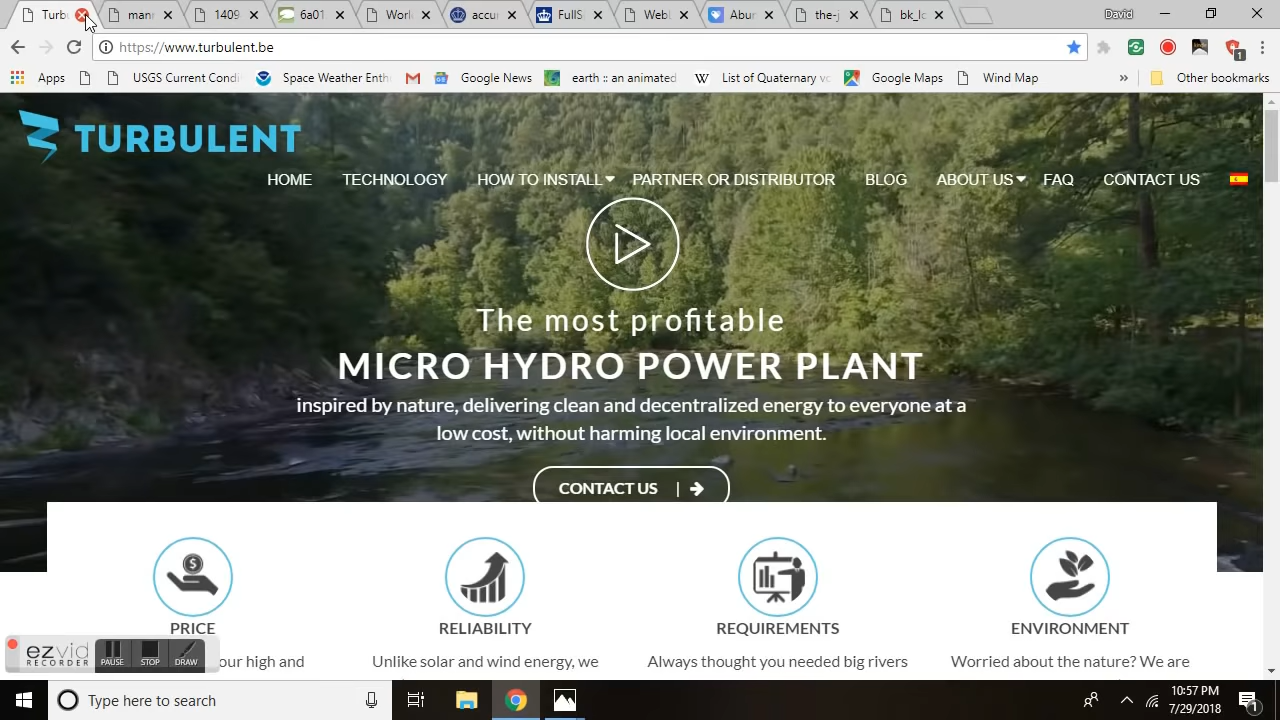 Turb
mann
1409
6a01
Worl
accur
FullS
Webl
Abur
the-j
bk_lo
David
https://www.turbulent.be
Apps
USGS Current Condi
Space Weather Enth
Google News
earth :: an animated
List of Quaternary vo
Google Maps
Wind Map
»
Other bookmarks
TURBULENT
HOME
TECHNOLOGY
HOW TO INSTALL
PARTNER OR DISTRIBUTOR
BLOG
ABOUT US
FAQ
CONTACT US
The most profitable
MICRO HYDRO POWER PLANT
inspired by nature, delivering clean and decentralized energy to everyone at a
low cost, without harming local environment.
CONTACT US |
PRICE
RELIABILITY
REQUIREMENTS
ENVIRONMENT
our high and
Unlike solar and wind energy, we
Always thought you needed big rivers
Worried about the nature? We are
ezvid
RECORDER
PAUSE
STOP
DRAW
Type here to search
10:57 PM
7/29/2018
1
1